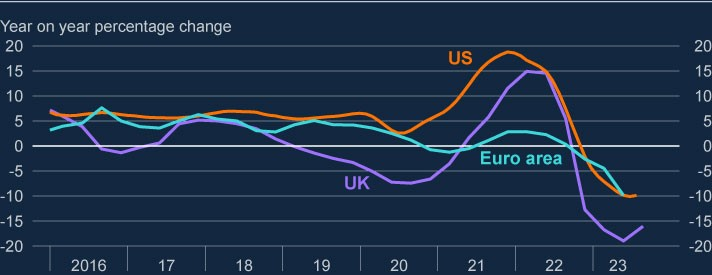 Year on year percentage change
20 20
15 US 15
10 10
5 5
0 0
Euro area
-5 -5
UK
-10 -10
-15 -15
-20 -20
2016 17 18 19 20 21 22 23